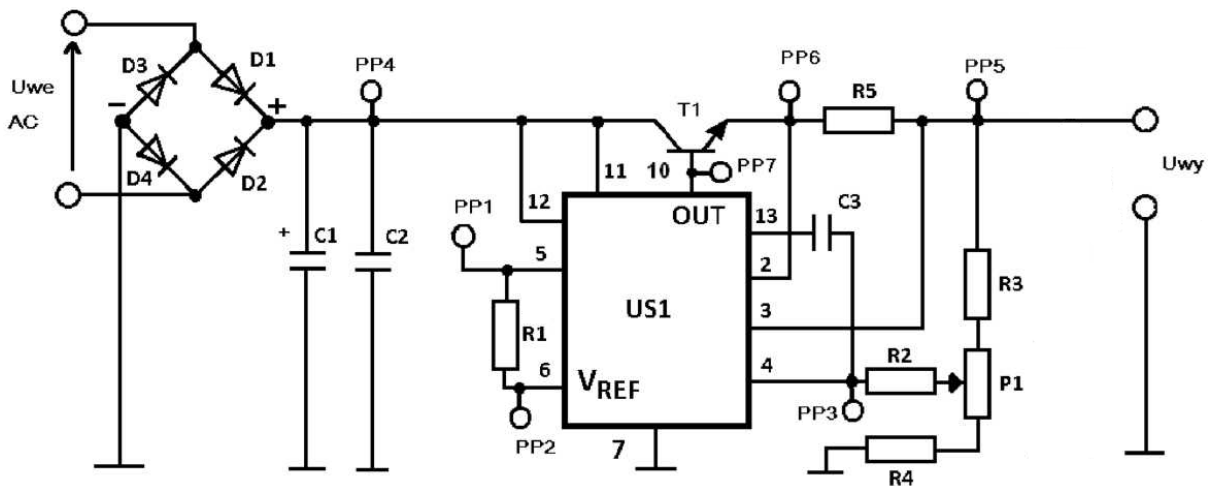 Uwe
AC
D3
D1
–
+
D4
D2
PP4
+
C1
C2
PP1
PP2
R1
12
11
10
T1
PP7
PP6
R5
PP5
Uwy
OUT
13
C3
5
2
US1
3
6
VREF
4
7
PP3
R2
R3
P1
R4